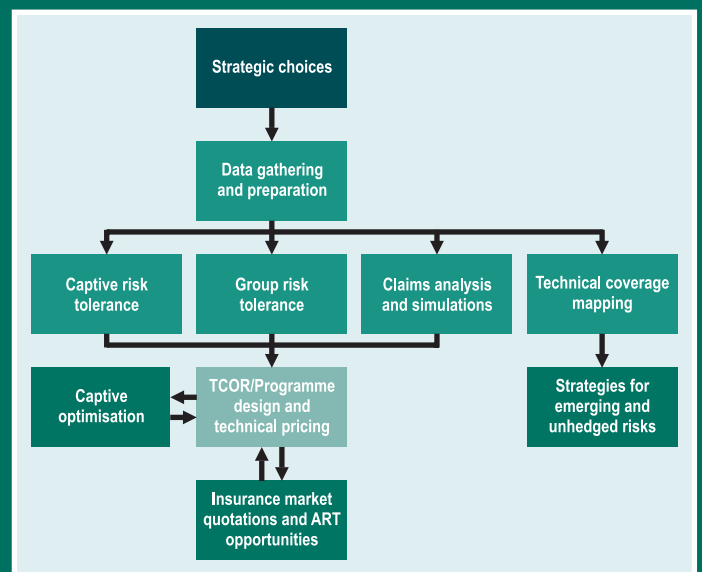 Strategic choices
Data gathering
and preparation
Captive risk
tolerance
Group risk
tolerance
Claims analysis
and simulations
Technical coverage
mapping
Captive
optimisation
TCOR/Programme
design and
technical pricing
Strategies for
emerging and
unhedged risks
Insurance market
quotations and ART
opportunities